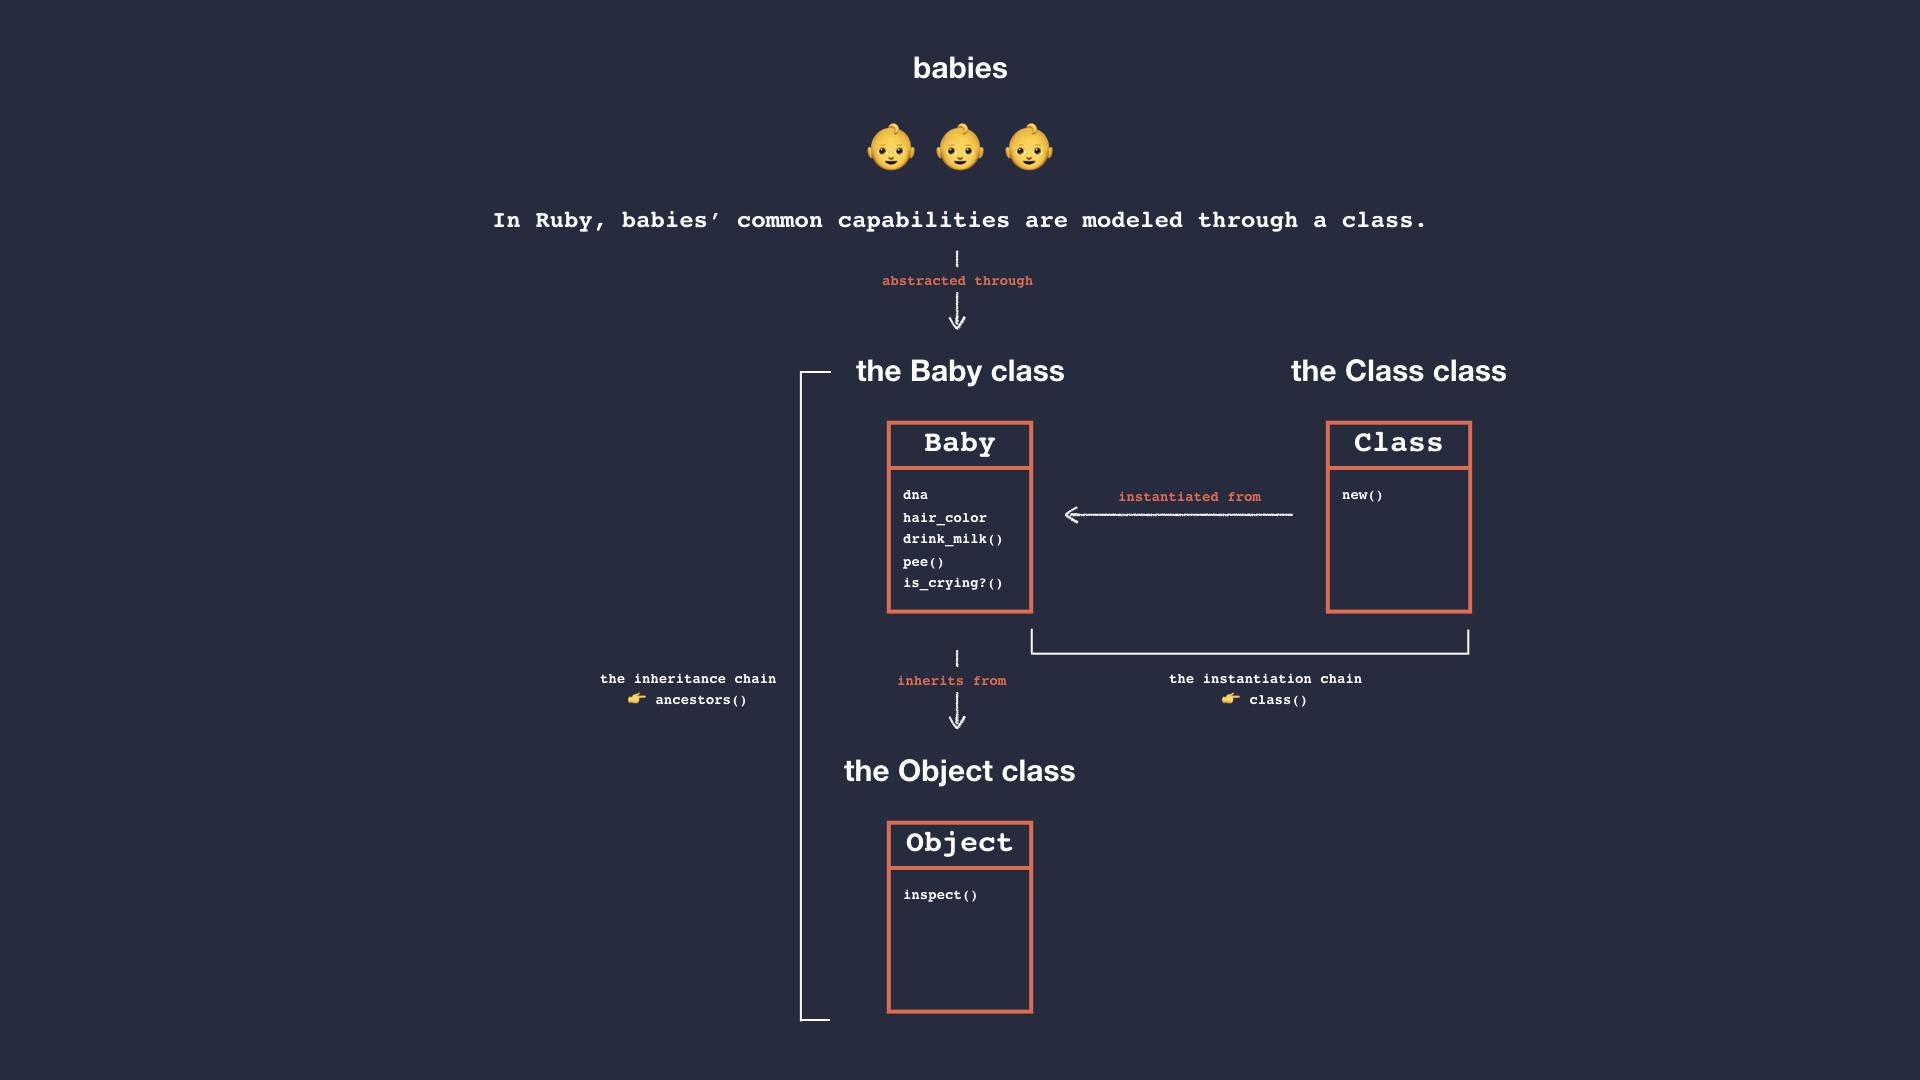 babies
In Ruby, babies’ common capabilities are modeled through a class.
abstracted through
the Baby class
the Class class
Baby
dna
hair_color
drink_milk()
pee()
is_crying?()
instantiated from
Class
new()
the inheritance chain
👉 ancestors()
inherits from
the instantiation chain
👉 class()
the Object class
Object
inspect()